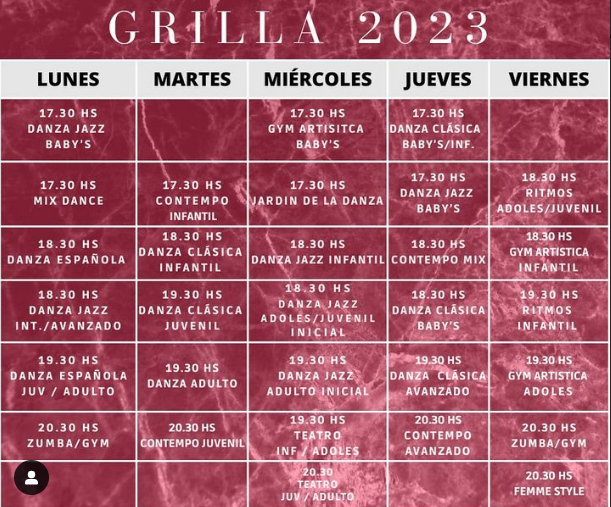 GRILLA 2023
LUNES MARTES MIÉRCOLES JUEVES VIERNES
17.30 HS
DANZA JAZZ
BABY'S
17.30 HS
GYM ARTISITCA
BABY'S
17.30 HS
DANZA CLÁSICA
BABY'S/INF.
17.30 HS
MIX DANCE
17.30 HS
CONTEMPO
INFANTIL
17.30 HS
JARDIN DE LA DANZA
17.30 HS
DANZA JAZZ
BABY'S
18.30 HS
RITMOS
ADOLES/JUVENIL
18.30 HS
DANZA ESPAÑOLA
18.30 HS
DANZA CLÁSICA
INFANTIL
18.30 HS
DANZA JAZZ INFANTIL
18.30 HS
CONTEMPO MIX
18.30 HS
GYM ARTISTICA
INFANTIL
18.30 HS
DANZA JAZZ
INT./AVANZADO
19.30 HS
DANZA CLÁSICA
JUVENIL
18.30 HS
DANZA JAZZ
ADOLES/JUVENIL
INICIAL
18.30 HS
DANZA CLÁSICA
BABY'S
19.30 HS
RITMOS
INFANTIL
19.30 HS
DANZA ESPAÑOLA
JUV / ADULTO
19.30 HS
DANZA ADULTO
19.30 HS
DANZA JAZZ
ADULTO INICIAL
19.30 HS
DANZA CLÁSICA
AVANZADO
19.30 HS
GYM ARTISTICA
ADOLES
20.30 HS
ZUMBA/GYM
20.30 HS
CONTEMPO JUVENIL
19.30 HS
TEATRO
INF / ADOLES
20.30 HS
CONTEMPO
AVANZADO
20.30 HS
ZUMBA/GYM
20.30
TEATRO
JUV / ADULTO
20.30 HS
FEMME STYLE